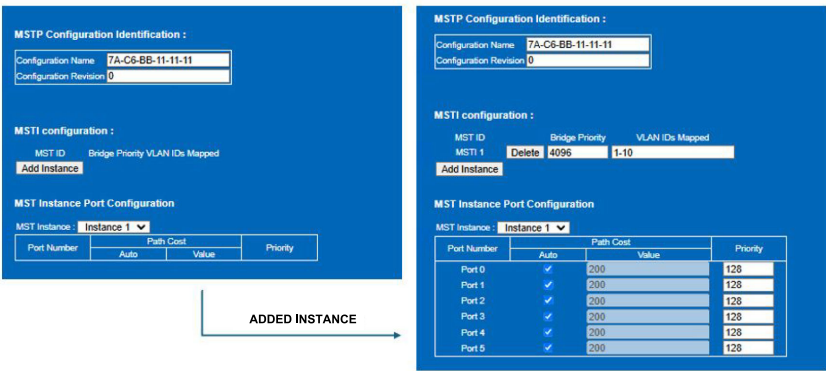 MSTP Configuration Identification :
Configuration Name 7A-C6-BB-11-11-11
Configuration Revision 0
MSTI configuration :
MST ID Bridge Priority VLAN IDs Mapped
Add Instance
MST Instance Port Configuration
MST Instance : Instance 1
Port Number Path Cost Priority
Auto Value
ADDED INSTANCE
MSTP Configuration Identification :
Configuration Name 7A-C6-BB-11-11-11
Configuration Revision 0
MSTI configuration :
MST ID Bridge Priority VLAN IDs Mapped
MSTI 1 Delete 4096 1-10
Add Instance
MST Instance Port Configuration
MST Instance : Instance 1
Port Number Path Cost Priority
Auto Value
Port 0 200 128
Port 1 200 128
Port 2 200 128
Port 3 200 128
Port 4 200 128
Port 5 200 128